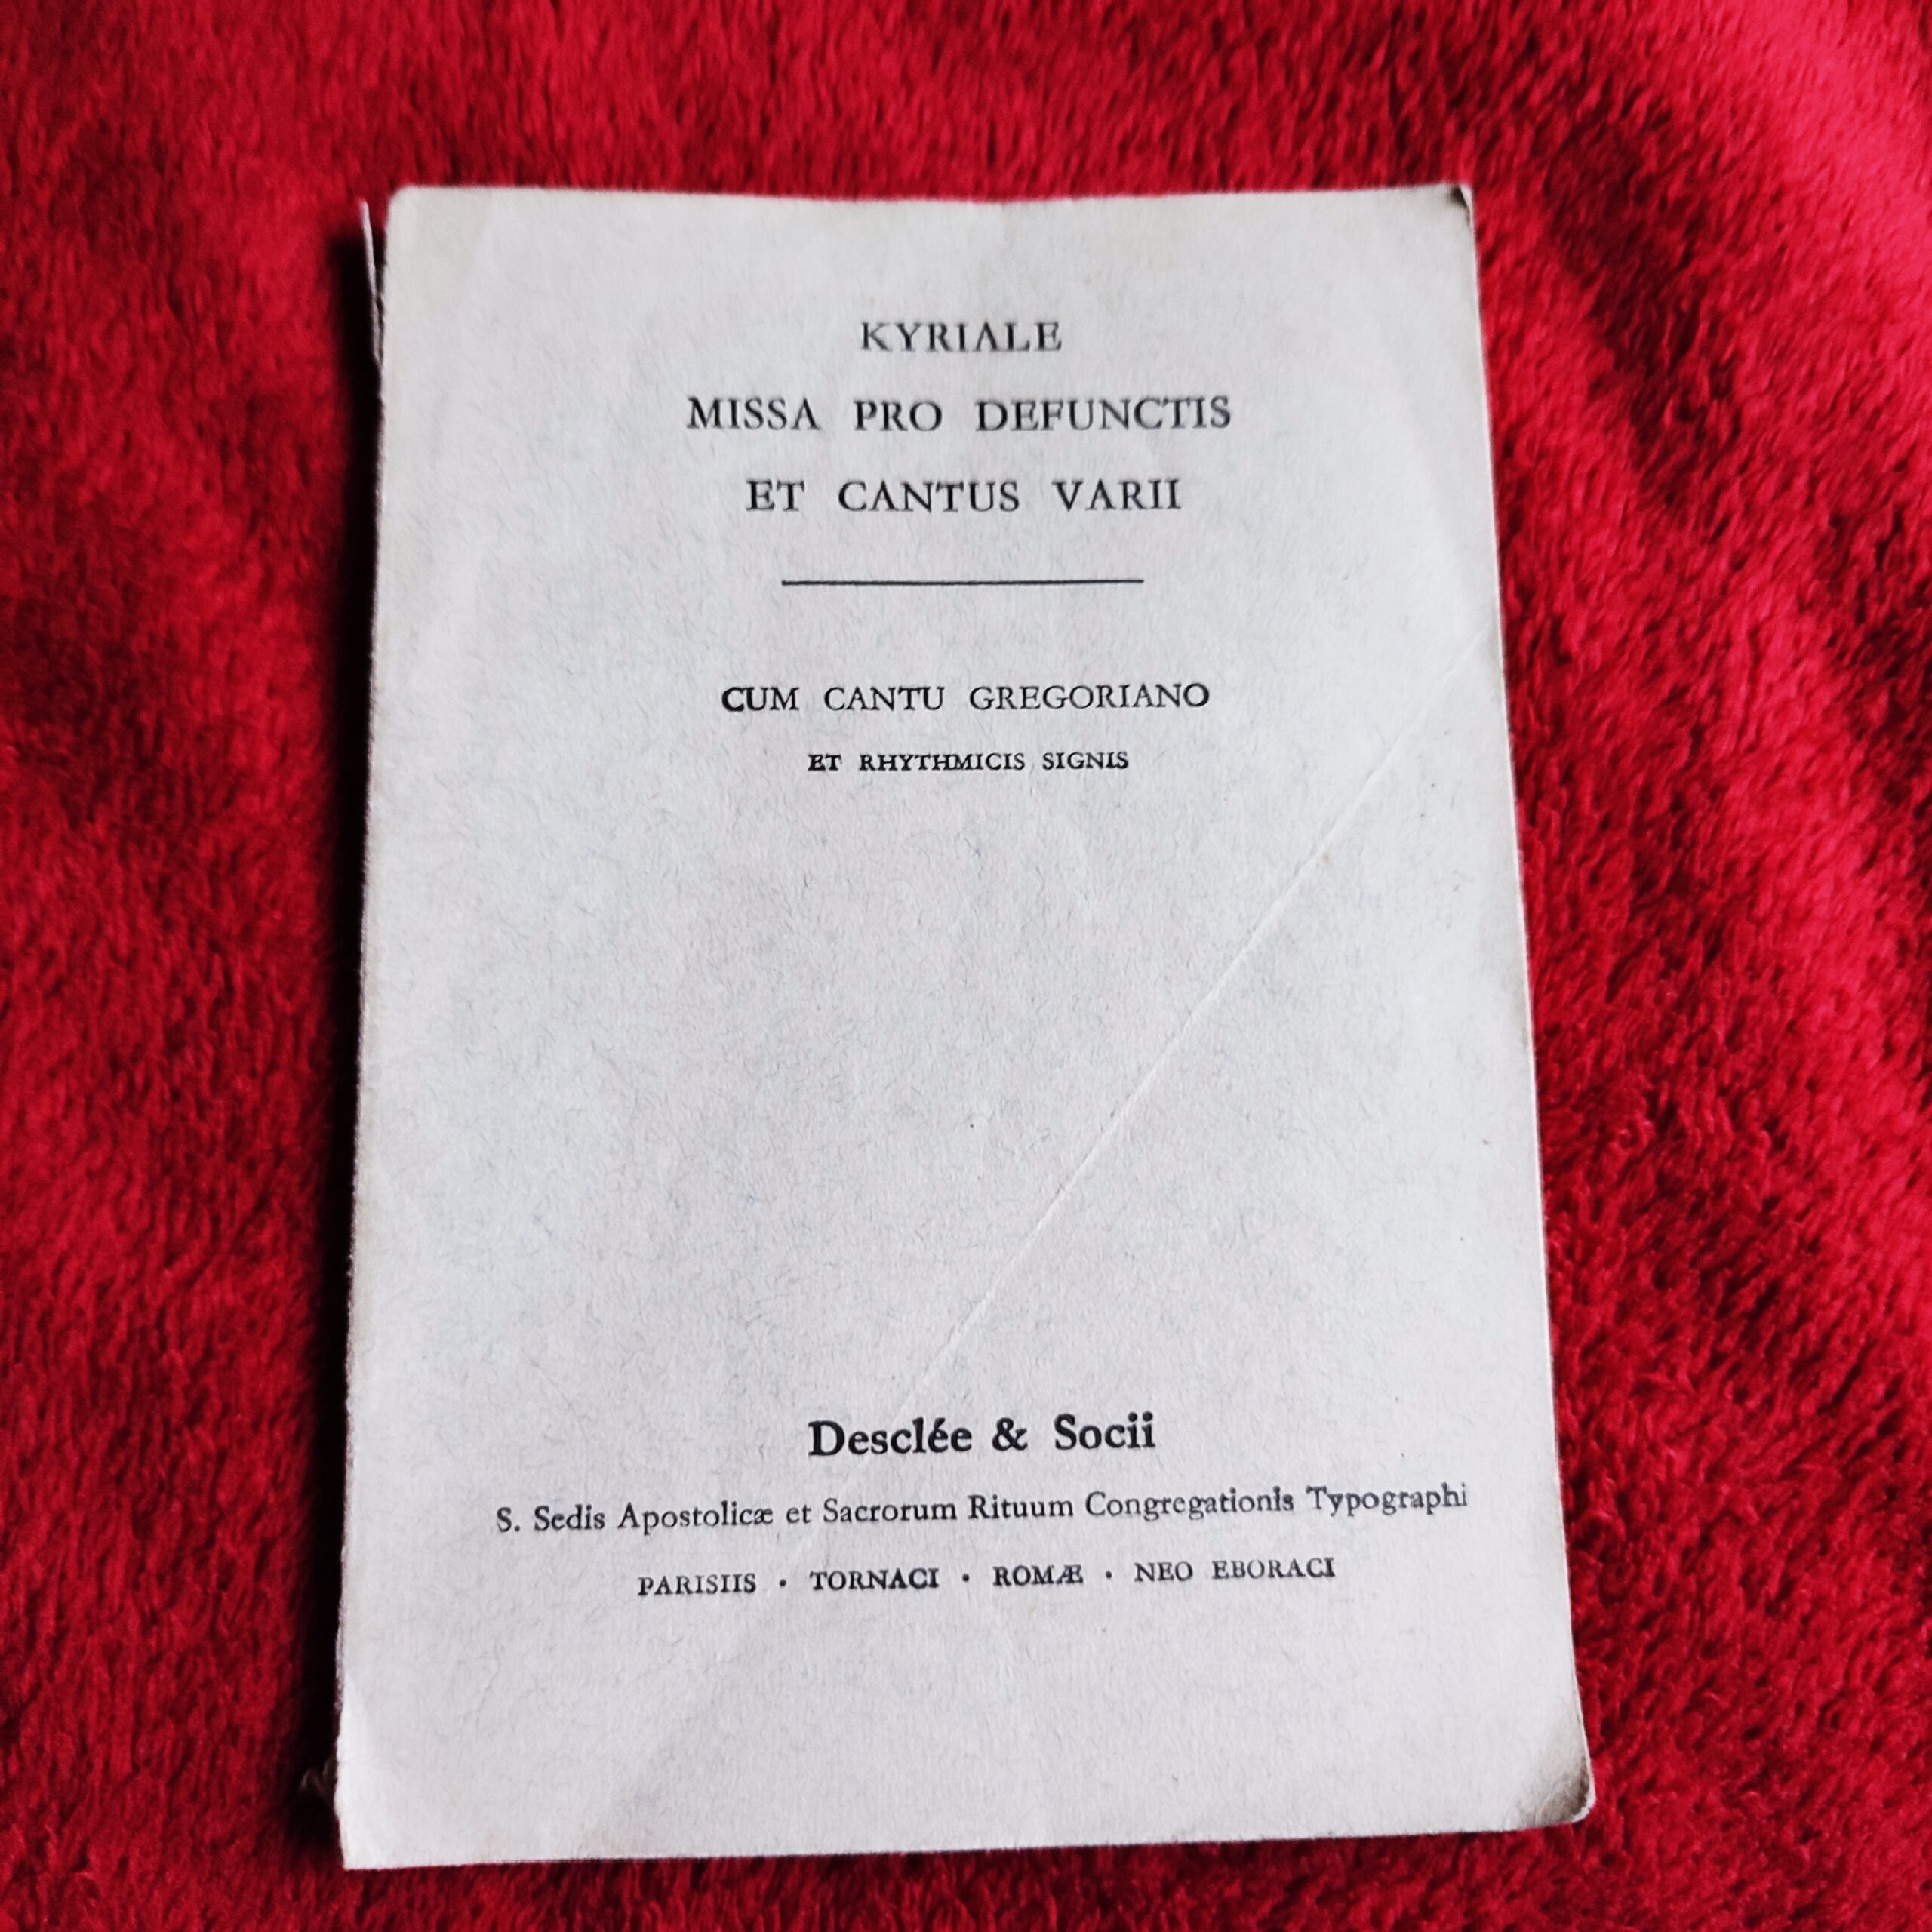 KYRIALE
MISSA PRO DEFUNCTIS
ET CANTUS VARII
CUM CANTU GREGORIANO
ET RHYTHMICIS SIGNIS
Desclée & Socii
S. Sedis Apostolicæ et Sacrorum Rituum Congregationis Typographi
PARISIIS • TORNACI • ROMÆ • NEO EBORACI